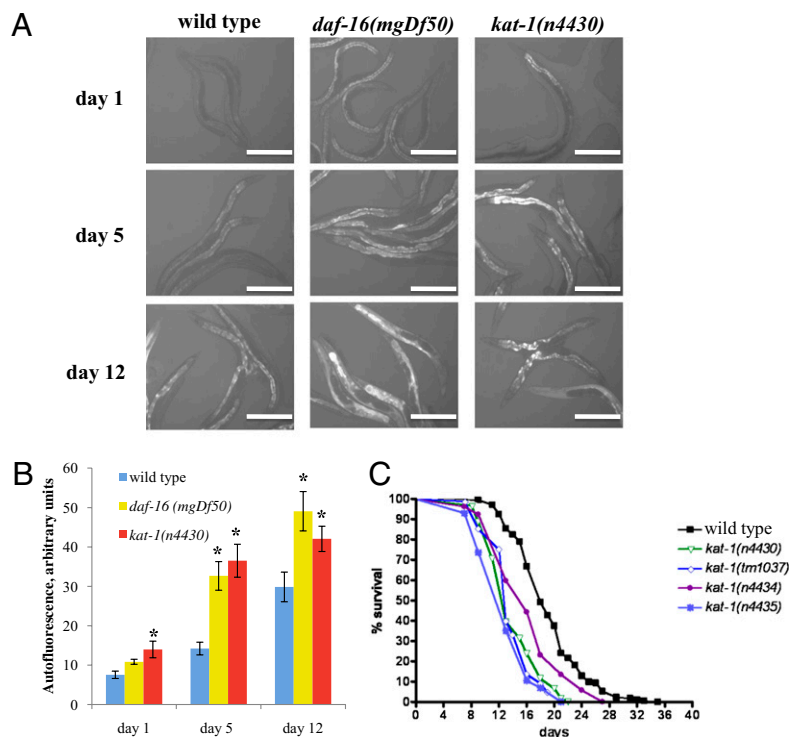 A
wild type
daf-16(mgDf50)
kat-1(n4430)
day 1
day 5
day 12
B
Autofluorescence, arbitrary units
60
50
40
30
20
10
0
wild type
daf-16 (mgDf50)
kat-1(n4430)
*
* *
* *
day 1 day 5 day 12
C
% survival
100
90
80
70
60
50
40
30
20
10
0
0 4 8 12 16 20 24 28 32 36 40
days
wild type
kat-1(n4430)
kat-1(tm1037)
kat-1(n4434)
kat-1(n4435)